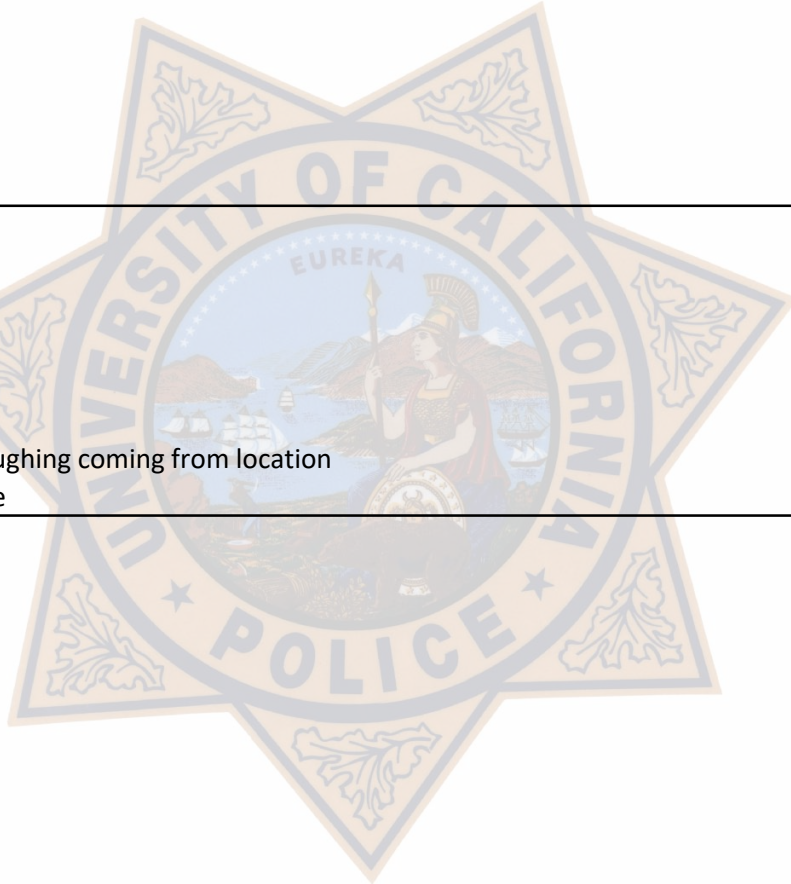 UNIVERSITY OF CALIFORNIA
EUREKA
ughing coming from location
e
POLICE